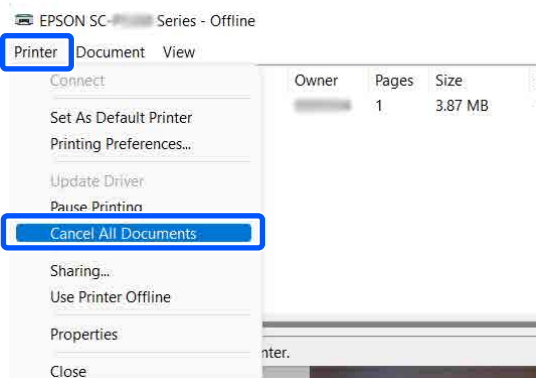 EPSON SC- Series - Offline
Printer Document View
Connect
Owner Pages Size
Set As Default Printer
1 3.87 MB
Printing Preferences...
Update Driver
Pause Printing
Cancel All Documents
Sharing...
Use Printer Offline
Properties
nter.
Close